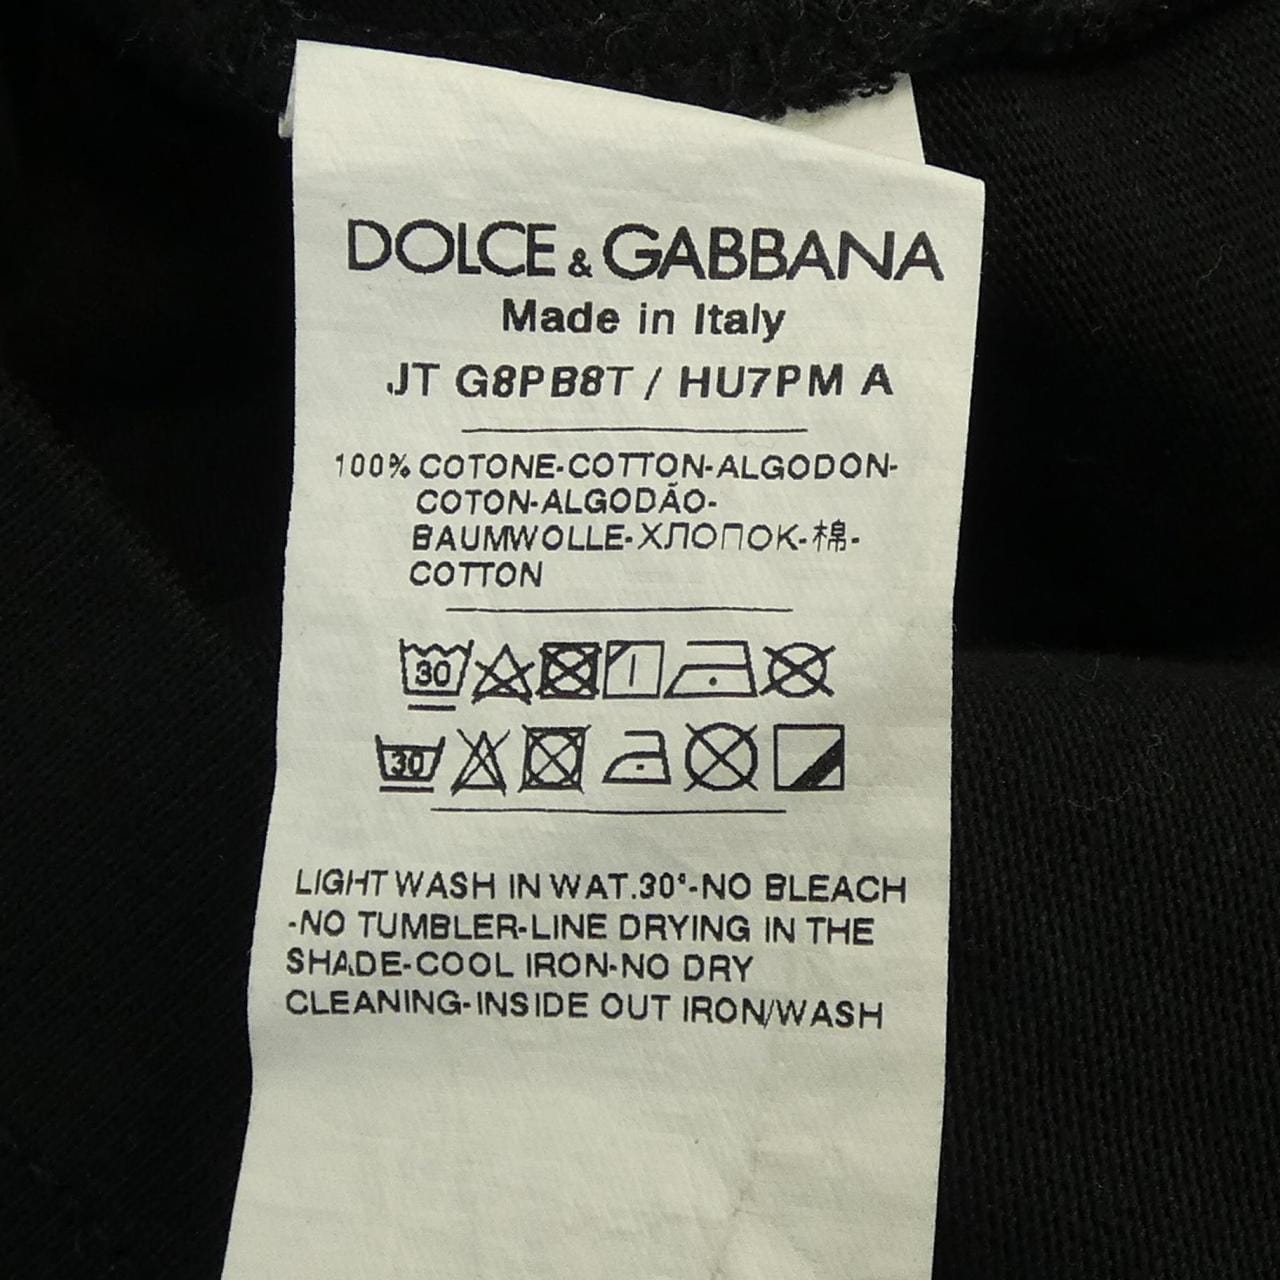 DOLCE & GABBANA
Made in Italy
JT G8PB8T / HU7PM A
100% COTONE-COTTON-ALGODON-
COTON-ALGODÃO-
BAUMWOLLE-ХЛОПОК-棉-
COTTON
30
30
LIGHT WASH IN WAT.30°-NO BLEACH
-NO TUMBLER-LINE DRYING IN THE
SHADE-COOL IRON-NO DRY
CLEANING-INSIDE OUT IRON/WASH